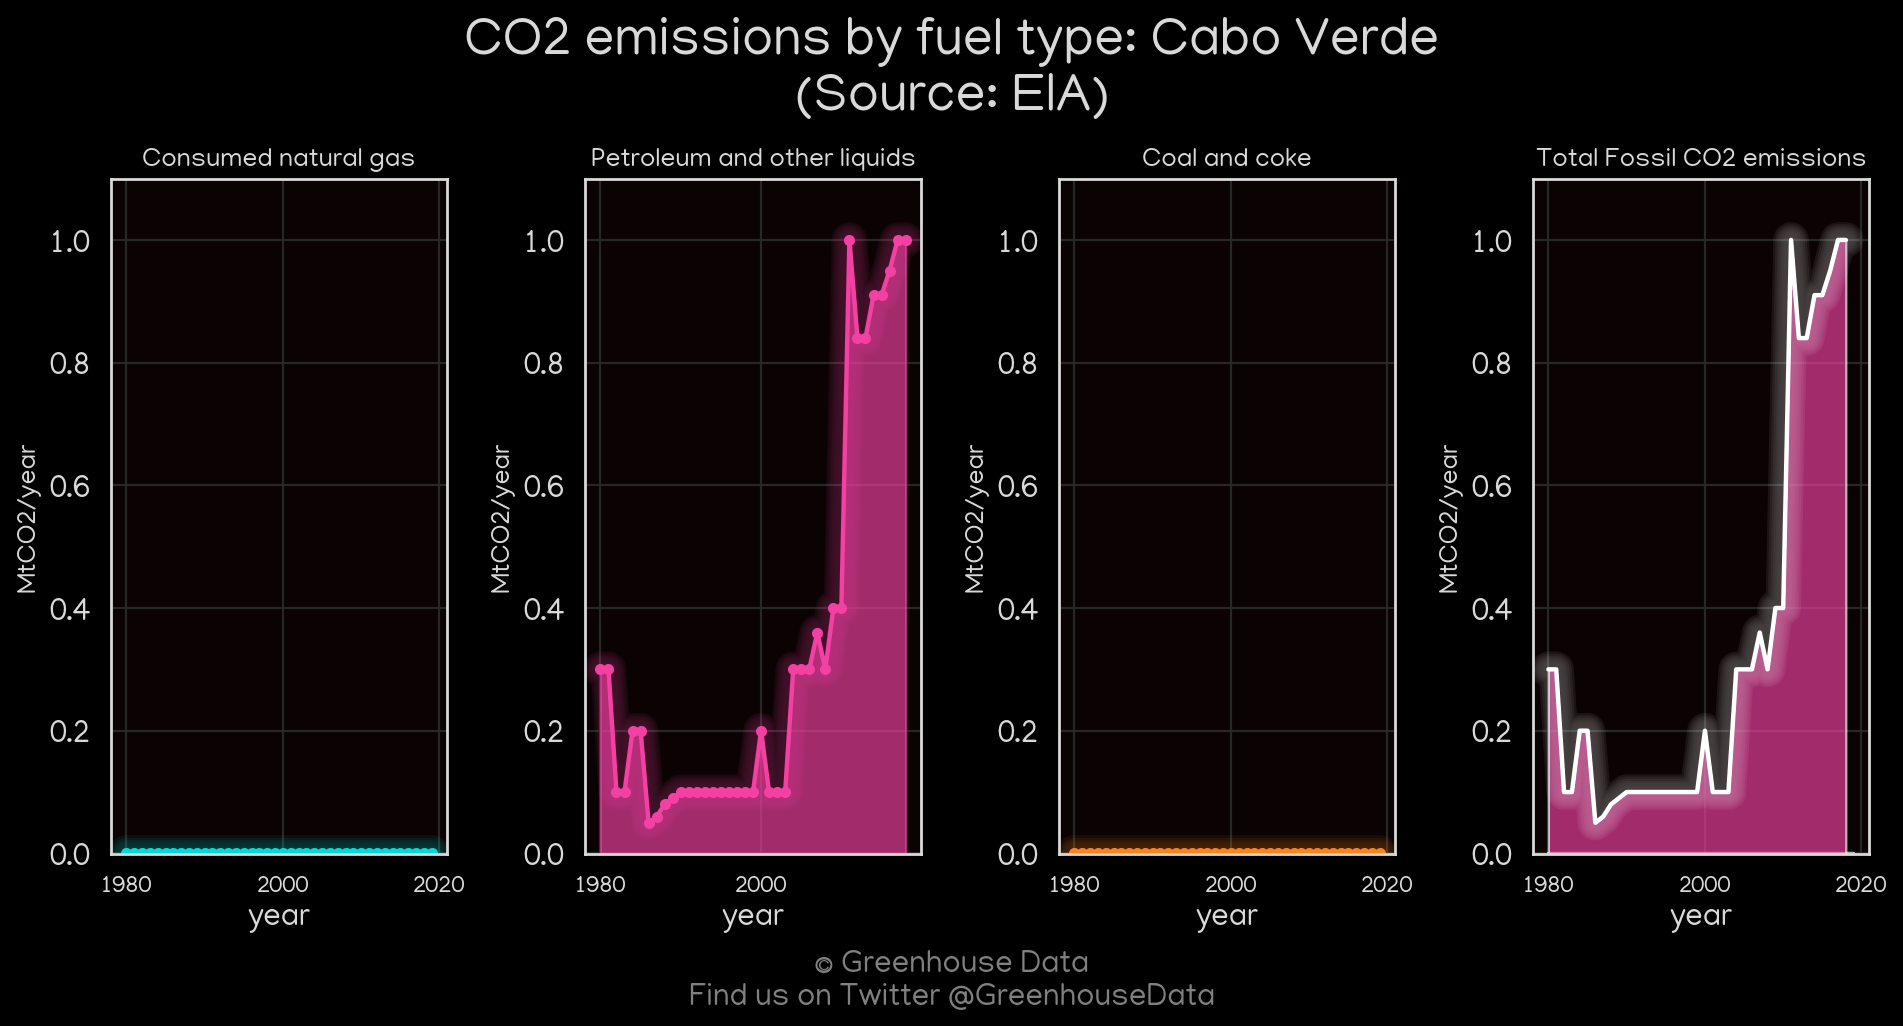 CO2 emissions by fuel type: Cabo Verde
(Source: EIA)
Consumed natural gas
MtCO2/year
1.0
0.8
0.6
0.4
0.2
0.0
1980 2000 2020
year
Petroleum and other liquids
MtCO2/year
1.0
0.8
0.6
0.4
0.2
0.0
1980 2000
year
Coal and coke
MtCO2/year
1.0
0.8
0.6
0.4
0.2
0.0
1980 2000 2020
year
Total Fossil CO2 emissions
MtCO2/year
1.0
0.8
0.6
0.4
0.2
0.0
1980 2000 2020
year
© Greenhouse Data
Find us on Twitter @GreenhouseData